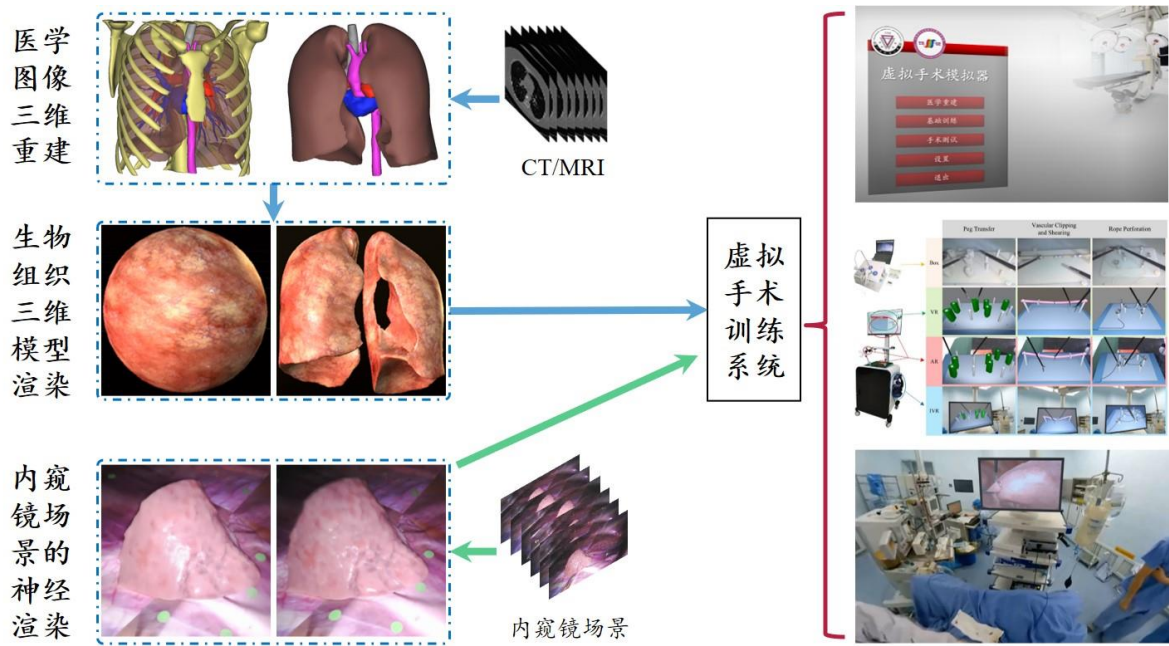 医学
图像
三维
重建
CT/MRI
生物
组织
三维
模型
渲染
内窥
镜场
景的
神经
渲染
内窥镜场景
虚拟
手术
训练
系统
虚拟手术模拟器
医学重建
基础训练
手术测试
设置
退出
Peg Transfer
Vascular Clipping
and Shearing
Rope Perforation
Box
VR
AR
IVR